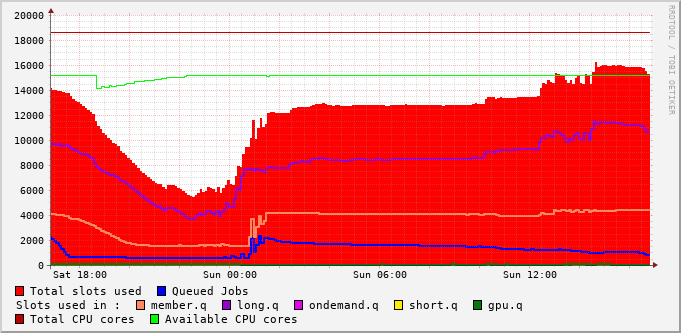 20000
18000
16000
14000
12000
10000
8000
6000
4000
2000
0
Sat 18:00 Sun 00:00 Sun 06:00 Sun 12:00
RRDTOOL / TOBI OETIKER
Total slots used Queued Jobs
Slots used in : member.q long.q ondemand.q short.q gpu.q
Total CPU cores Available CPU cores